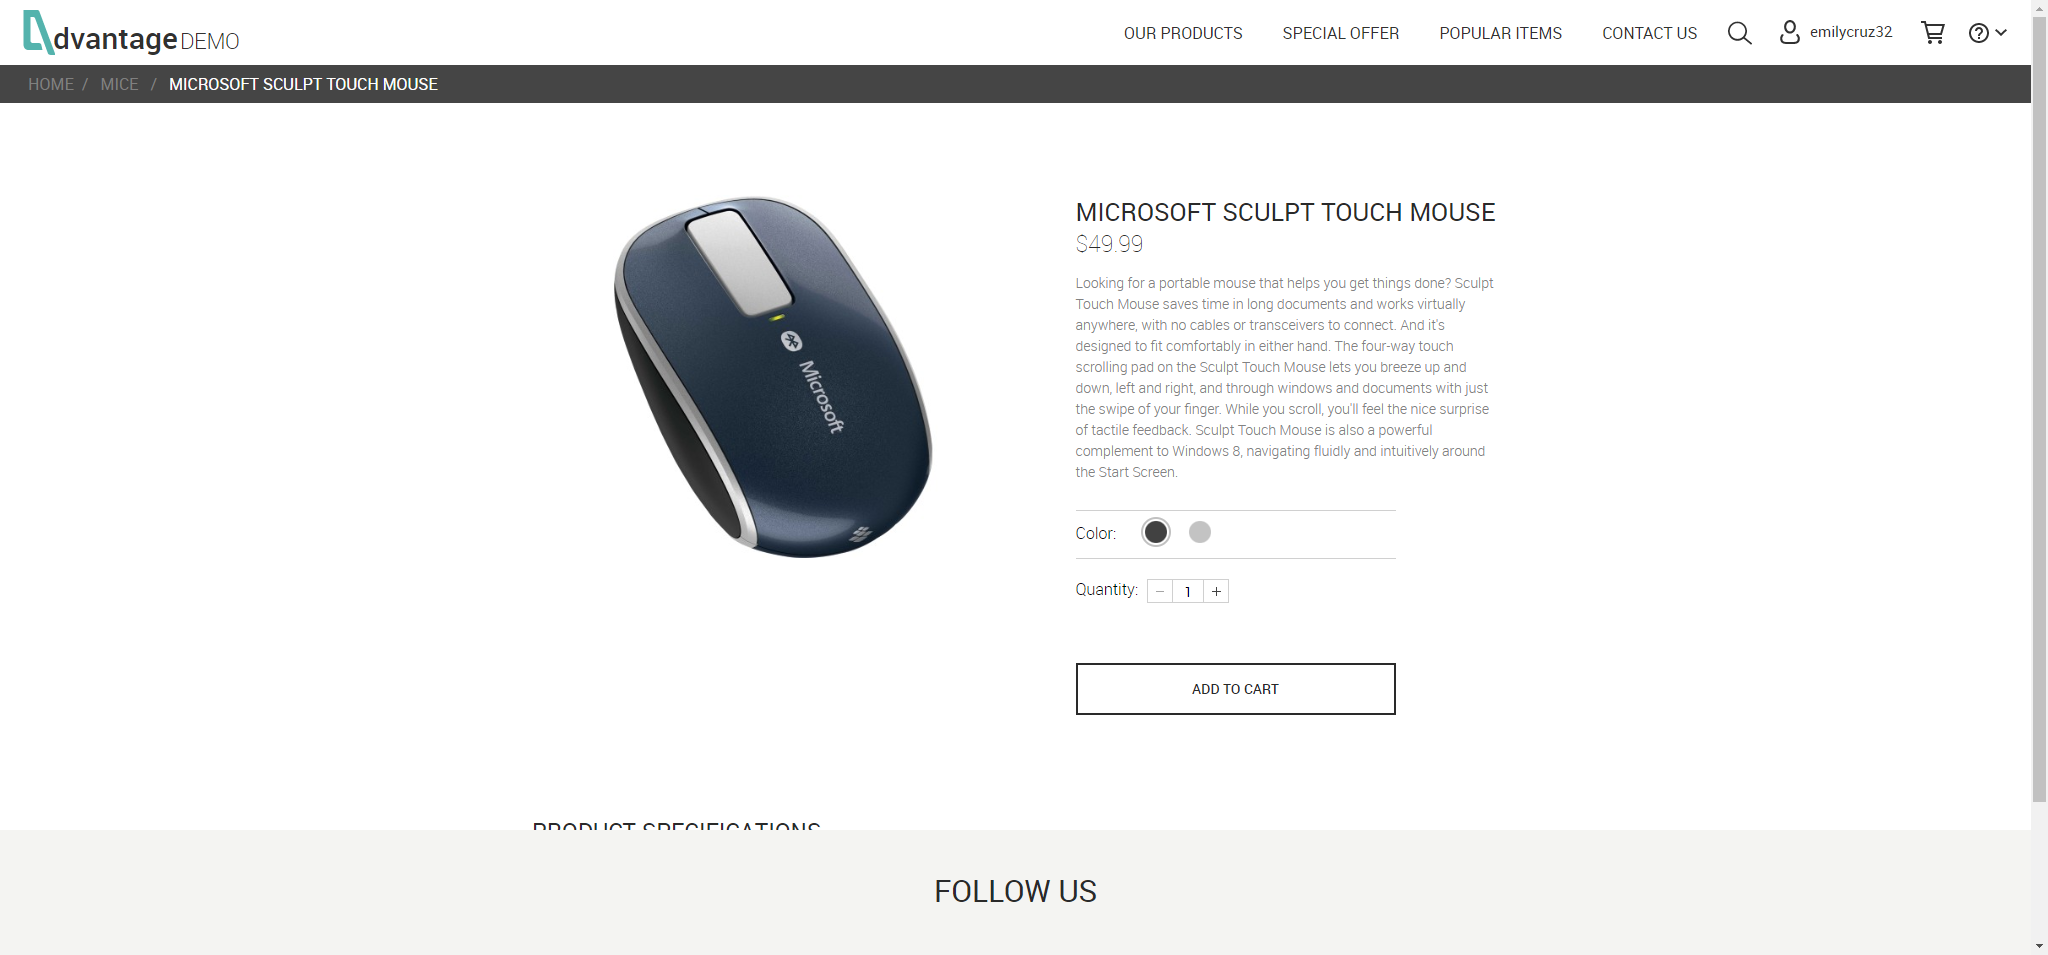 dvantage DEMO
OUR PRODUCTS
SPECIAL OFFER
POPULAR ITEMS
CONTACT US
emilycruz32
HOME / MICE / MICROSOFT SCULPT TOUCH MOUSE
Microsoft
MICROSOFT SCULPT TOUCH MOUSE
$49.99
Looking for a portable mouse that helps you get things done? Sculpt
Touch Mouse saves time in long documents and works virtually
anywhere, with no cables or transceivers to connect. And it's
designed to fit comfortably in either hand. The four-way touch
scrolling pad on the Sculpt Touch Mouse lets you breeze up and
down, left and right, and through windows and documents with just
the swipe of your finger. While you scroll, you'll feel the nice surprise
of tactile feedback. Sculpt Touch Mouse is also a powerful
complement to Windows 8, navigating fluidly and intuitively around
the Start Screen.
Color:
Quantity: − 1 +
ADD TO CART
PRODUCT SPECIFICATIONS
FOLLOW US